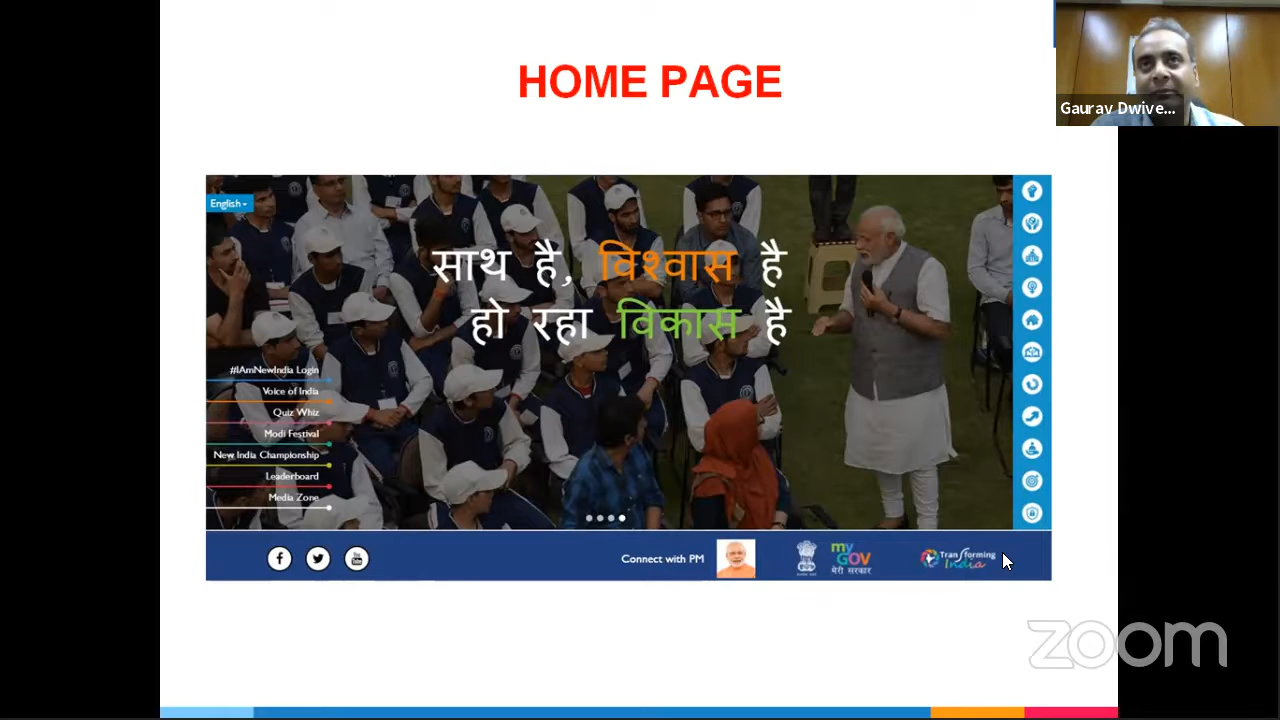 HOME PAGE
Gaurav Dwive...
English
साथ है, विश्वास है
हो रहा विकास है
#IAmNewIndia Login
Voice of India
Quiz Whiz
Modi Festival
New India Championship
Leaderboard
Media Zone
Connect with PM
my
GOV
मेरी सरकार
Transforming
India
zoom